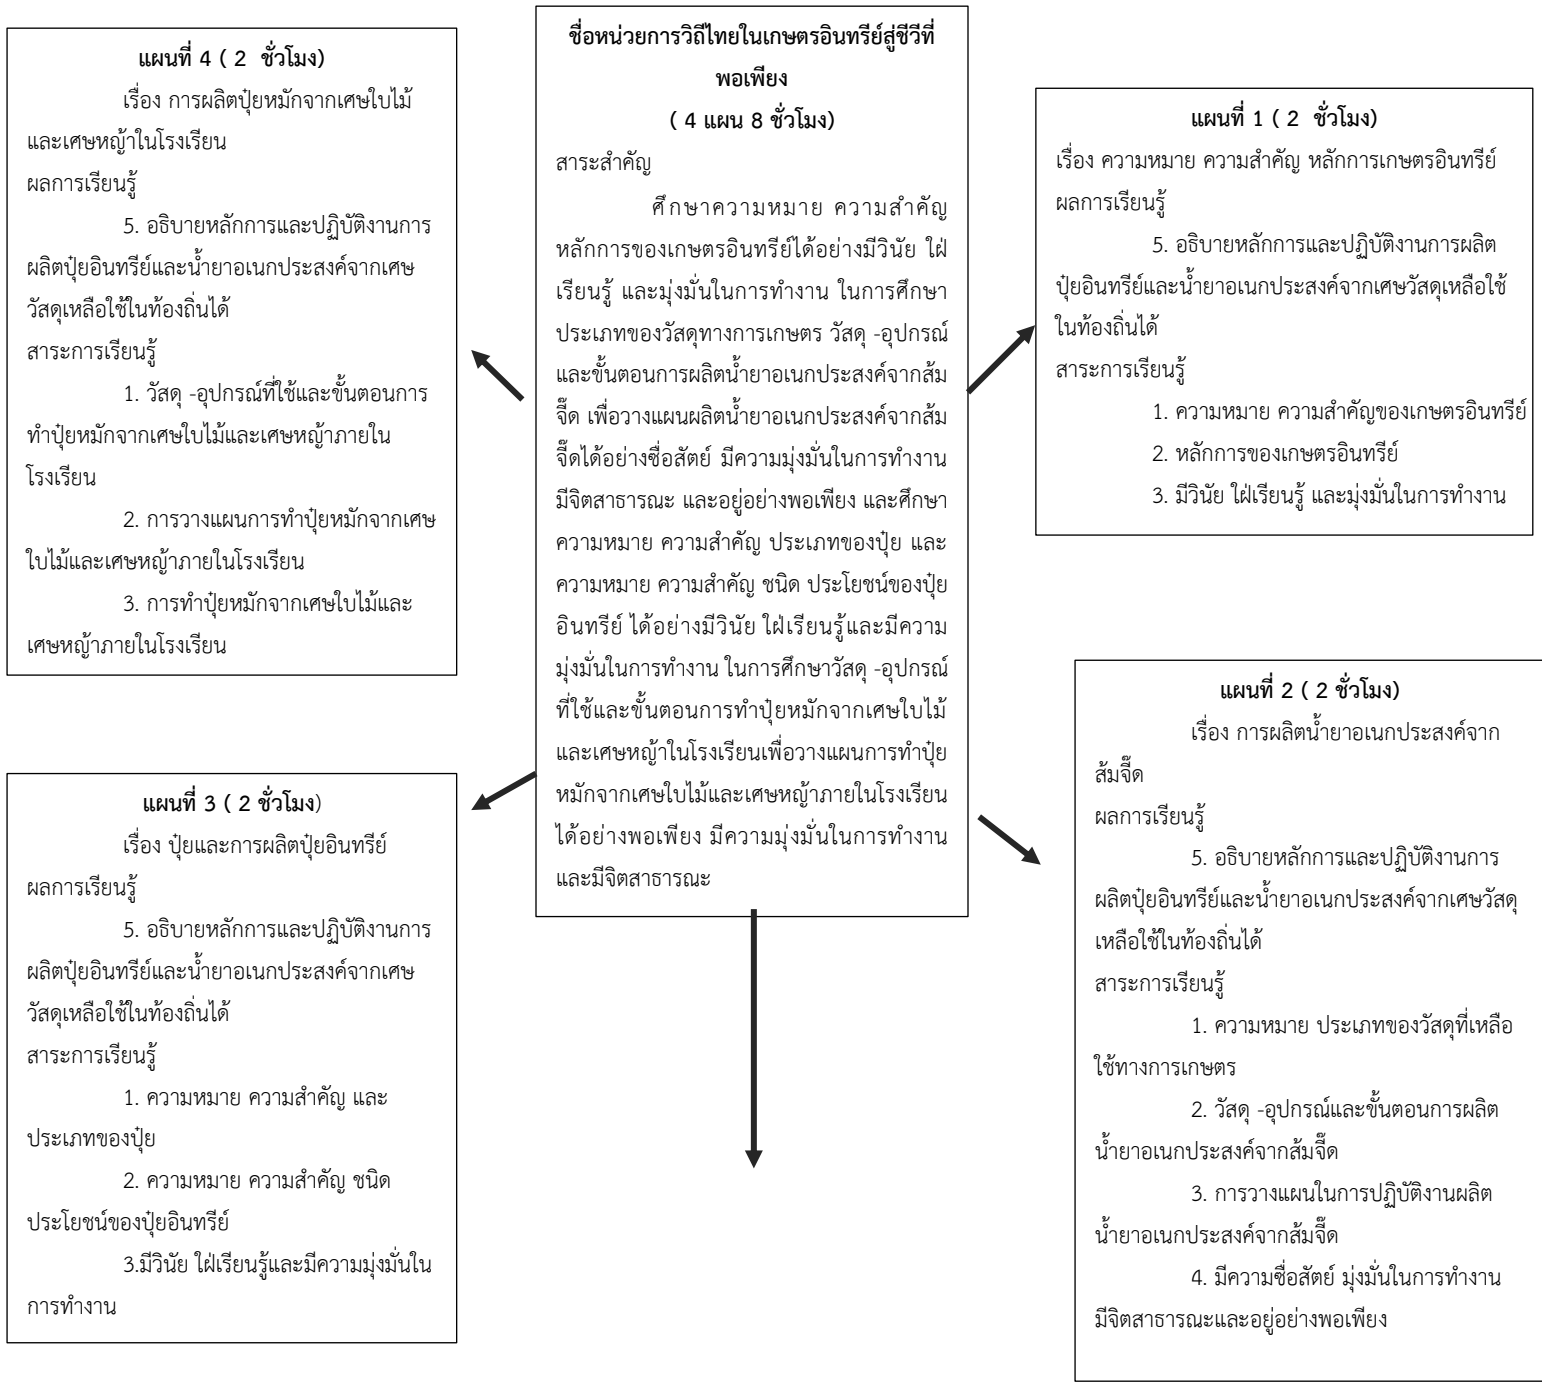 ชื่อหน่วยการวิถีไทยในเกษตรอินทรีย์สู่ชีวีที่
พอเพียง
( 4 แผน 8 ชั่วโมง)
สาระสำคัญ
ศึกษาความหมาย ความสำคัญ
หลักการของเกษตรอินทรีย์ได้อย่างมีวินัย ใฝ่
เรียนรู้ และมุ่งมั่นในการทำงาน ในการศึกษา
ประเภทของวัสดุทางการเกษตร วัสดุ -อุปกรณ์
และขั้นตอนการผลิตน้ำยาอเนกประสงค์จากส้ม
จี๊ด เพื่อวางแผนผลิตน้ำยาอเนกประสงค์จากส้ม
จี๊ดได้อย่างซื่อสัตย์ มีความมุ่งมั่นในการทำงาน
มีจิตสาธารณะ และอยู่อย่างพอเพียง และศึกษา
ความหมาย ความสำคัญ ประเภทของปุ๋ย และ
ความหมาย ความสำคัญ ชนิด ประโยชน์ของปุ๋ย
อินทรีย์ ได้อย่างมีวินัย ใฝ่เรียนรู้และมีความ
มุ่งมั่นในการทำงาน ในการศึกษาวัสดุ -อุปกรณ์
ที่ใช้และขั้นตอนการทำปุ๋ยหมักจากเศษใบไม้
และเศษหญ้าในโรงเรียนเพื่อวางแผนการทำปุ๋ย
หมักจากเศษใบไม้และเศษหญ้าภายในโรงเรียน
ได้อย่างพอเพียง มีความมุ่งมั่นในการทำงาน
และมีจิตสาธารณะ
แผนที่ 1 ( 2 ชั่วโมง)
เรื่อง ความหมาย ความสำคัญ หลักการเกษตรอินทรีย์
ผลการเรียนรู้
5. อธิบายหลักการและปฏิบัติงานการผลิต
ปุ๋ยอินทรีย์และน้ำยาอเนกประสงค์จากเศษวัสดุเหลือใช้
ในท้องถิ่นได้
สาระการเรียนรู้
1. ความหมาย ความสำคัญของเกษตรอินทรีย์
2. หลักการของเกษตรอินทรีย์
3. มีวินัย ใฝ่เรียนรู้ และมุ่งมั่นในการทำงาน
แผนที่ 2 ( 2 ชั่วโมง)
เรื่อง การผลิตน้ำยาอเนกประสงค์จาก
ส้มจี๊ด
ผลการเรียนรู้
5. อธิบายหลักการและปฏิบัติงานการ
ผลิตปุ๋ยอินทรีย์และน้ำยาอเนกประสงค์จากเศษวัสดุ
เหลือใช้ในท้องถิ่นได้
สาระการเรียนรู้
1. ความหมาย ประเภทของวัสดุที่เหลือ
ใช้ทางการเกษตร
2. วัสดุ -อุปกรณ์และขั้นตอนการผลิต
น้ำยาอเนกประสงค์จากส้มจี๊ด
3. การวางแผนในการปฏิบัติงานผลิต
น้ำยาอเนกประสงค์จากส้มจี๊ด
4. มีความซื่อสัตย์ มุ่งมั่นในการทำงาน
มีจิตสาธารณะและอยู่อย่างพอเพียง
แผนที่ 3 ( 2 ชั่วโมง)
เรื่อง ปุ๋ยและการผลิตปุ๋ยอินทรีย์
ผลการเรียนรู้
5. อธิบายหลักการและปฏิบัติงานการ
ผลิตปุ๋ยอินทรีย์และน้ำยาอเนกประสงค์จากเศษ
วัสดุเหลือใช้ในท้องถิ่นได้
สาระการเรียนรู้
1. ความหมาย ความสำคัญ และ
ประเภทของปุ๋ย
2. ความหมาย ความสำคัญ ชนิด
ประโยชน์ของปุ๋ยอินทรีย์
3.มีวินัย ใฝ่เรียนรู้และมีความมุ่งมั่นใน
การทำงาน
แผนที่ 4 ( 2 ชั่วโมง)
เรื่อง การผลิตปุ๋ยหมักจากเศษใบไม้
และเศษหญ้าในโรงเรียน
ผลการเรียนรู้
5. อธิบายหลักการและปฏิบัติงานการ
ผลิตปุ๋ยอินทรีย์และน้ำยาอเนกประสงค์จากเศษ
วัสดุเหลือใช้ในท้องถิ่นได้
สาระการเรียนรู้
1. วัสดุ -อุปกรณ์ที่ใช้และขั้นตอนการ
ทำปุ๋ยหมักจากเศษใบไม้และเศษหญ้าภายใน
โรงเรียน
2. การวางแผนการทำปุ๋ยหมักจากเศษ
ใบไม้และเศษหญ้าภายในโรงเรียน
3. การทำปุ๋ยหมักจากเศษใบไม้และ
เศษหญ้าภายในโรงเรียน